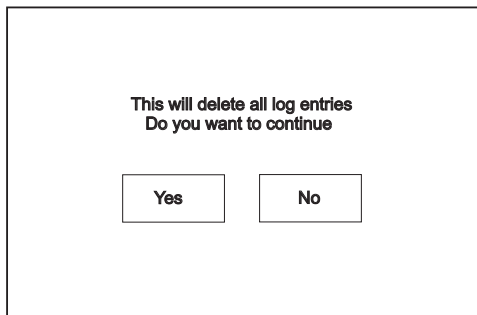 This will delete all log entries
Do you want to continue
Yes
No